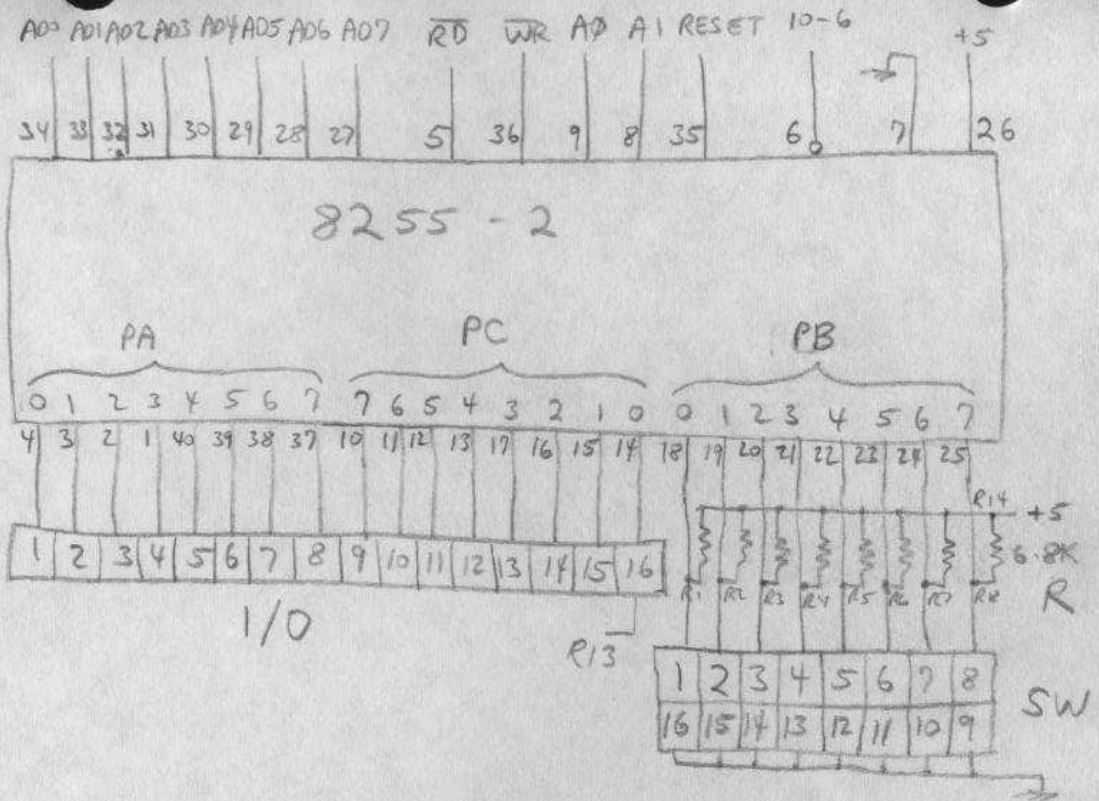 AD0 AD1 AD2 AD3 AD4 AD5 AD6 AD7 RD WR A0 A1 RESET 10-6 +5
34 33 32 31 30 29 28 27 5 36 9 8 35 6 7 26
8255-2
PA PC PB
0 1 2 3 4 5 6 7 7 6 5 4 3 2 1 0 0 1 2 3 4 5 6 7
4 3 2 1 40 39 38 37 10 11 12 13 17 16 15 14 18 19 20 21 22 23 24 25
R14 +5
6.8K
1 2 3 4 5 6 7 8 9 10 11 12 13 14 15 16
R1 R2 R3 R4 R5 R6 R7 R8 R
I/O
R13
1 2 3 4 5 6 7 8
SW
16 15 14 13 12 11 10 9